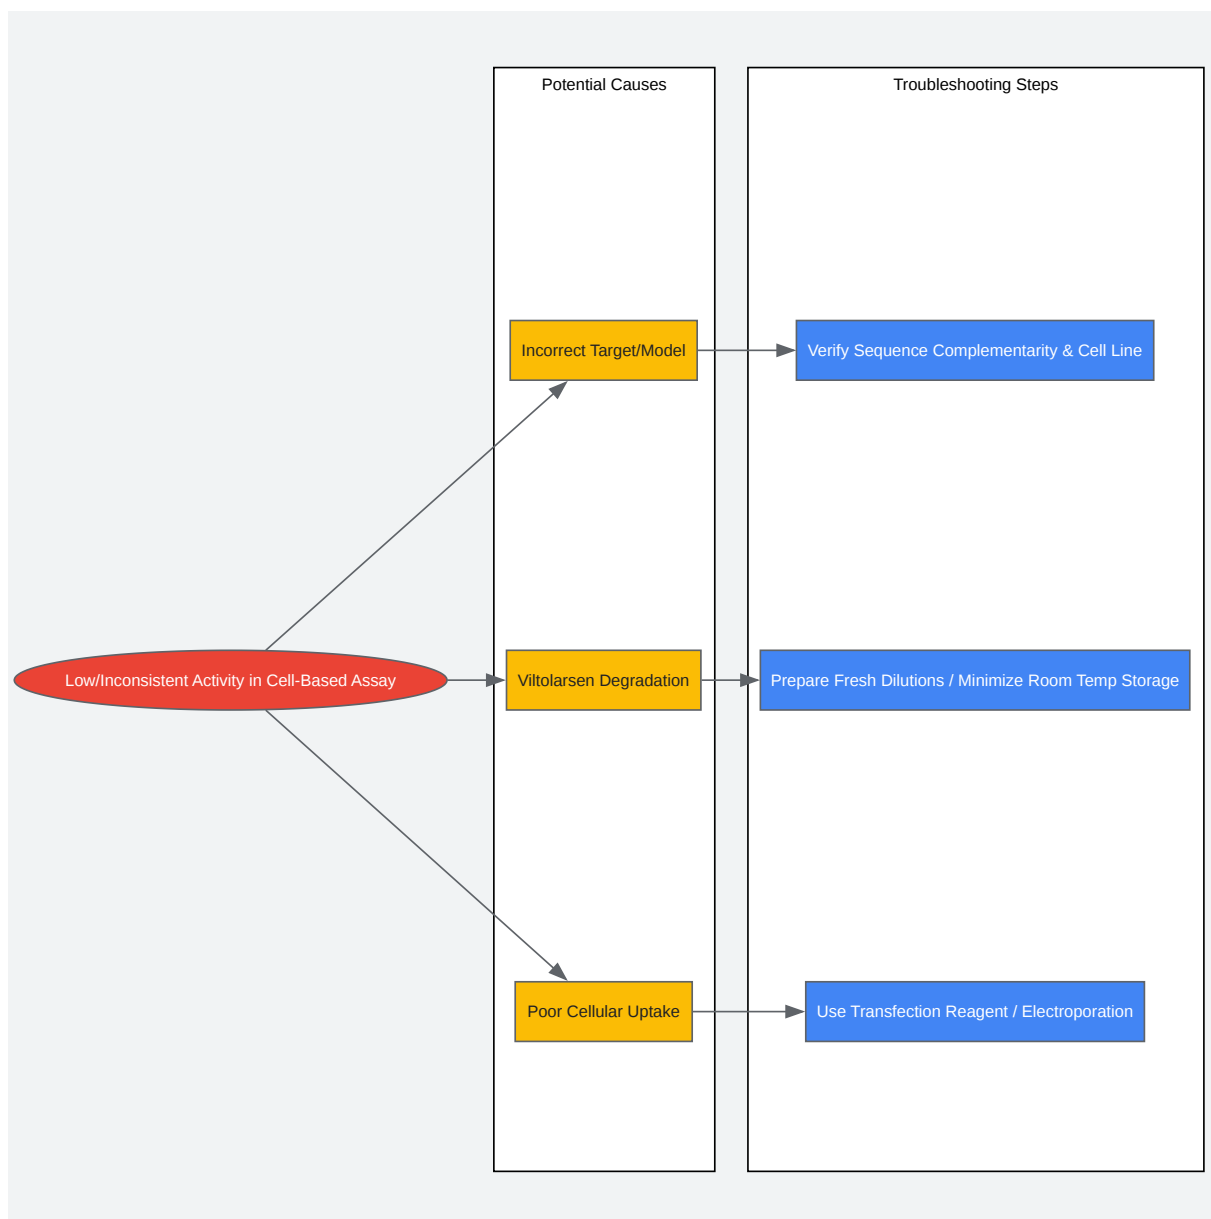 Potential Causes
Troubleshooting Steps
Incorrect Target/Model
Verify Sequence Complementarity & Cell Line
Low/Inconsistent Activity in Cell-Based Assay
Viltolarsen Degradation
Prepare Fresh Dilutions / Minimize Room Temp Storage
Poor Cellular Uptake
Use Transfection Reagent / Electroporation